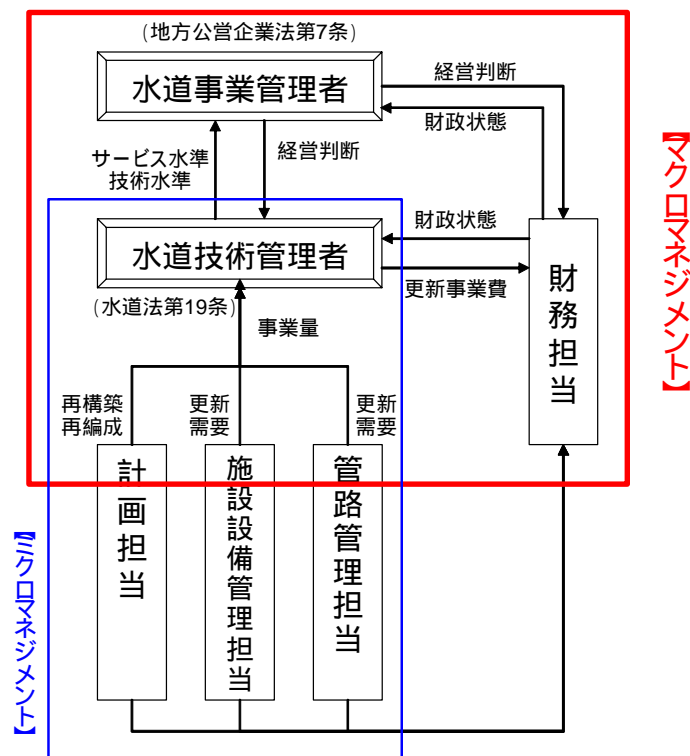 (地方公営企業法第7条)
水道事業管理者
経営判断
財政状態
サービス水準
技術水準
経営判断
【マクロマネジメント】
水道技術管理者
財政状態
更新事業費
(水道法第19条)
事業量
財務担当
再構築
再編成
更新
需要
更新
需要
計画担当
施設設備管理担当
管路管理担当
【ミクロマネジメント】